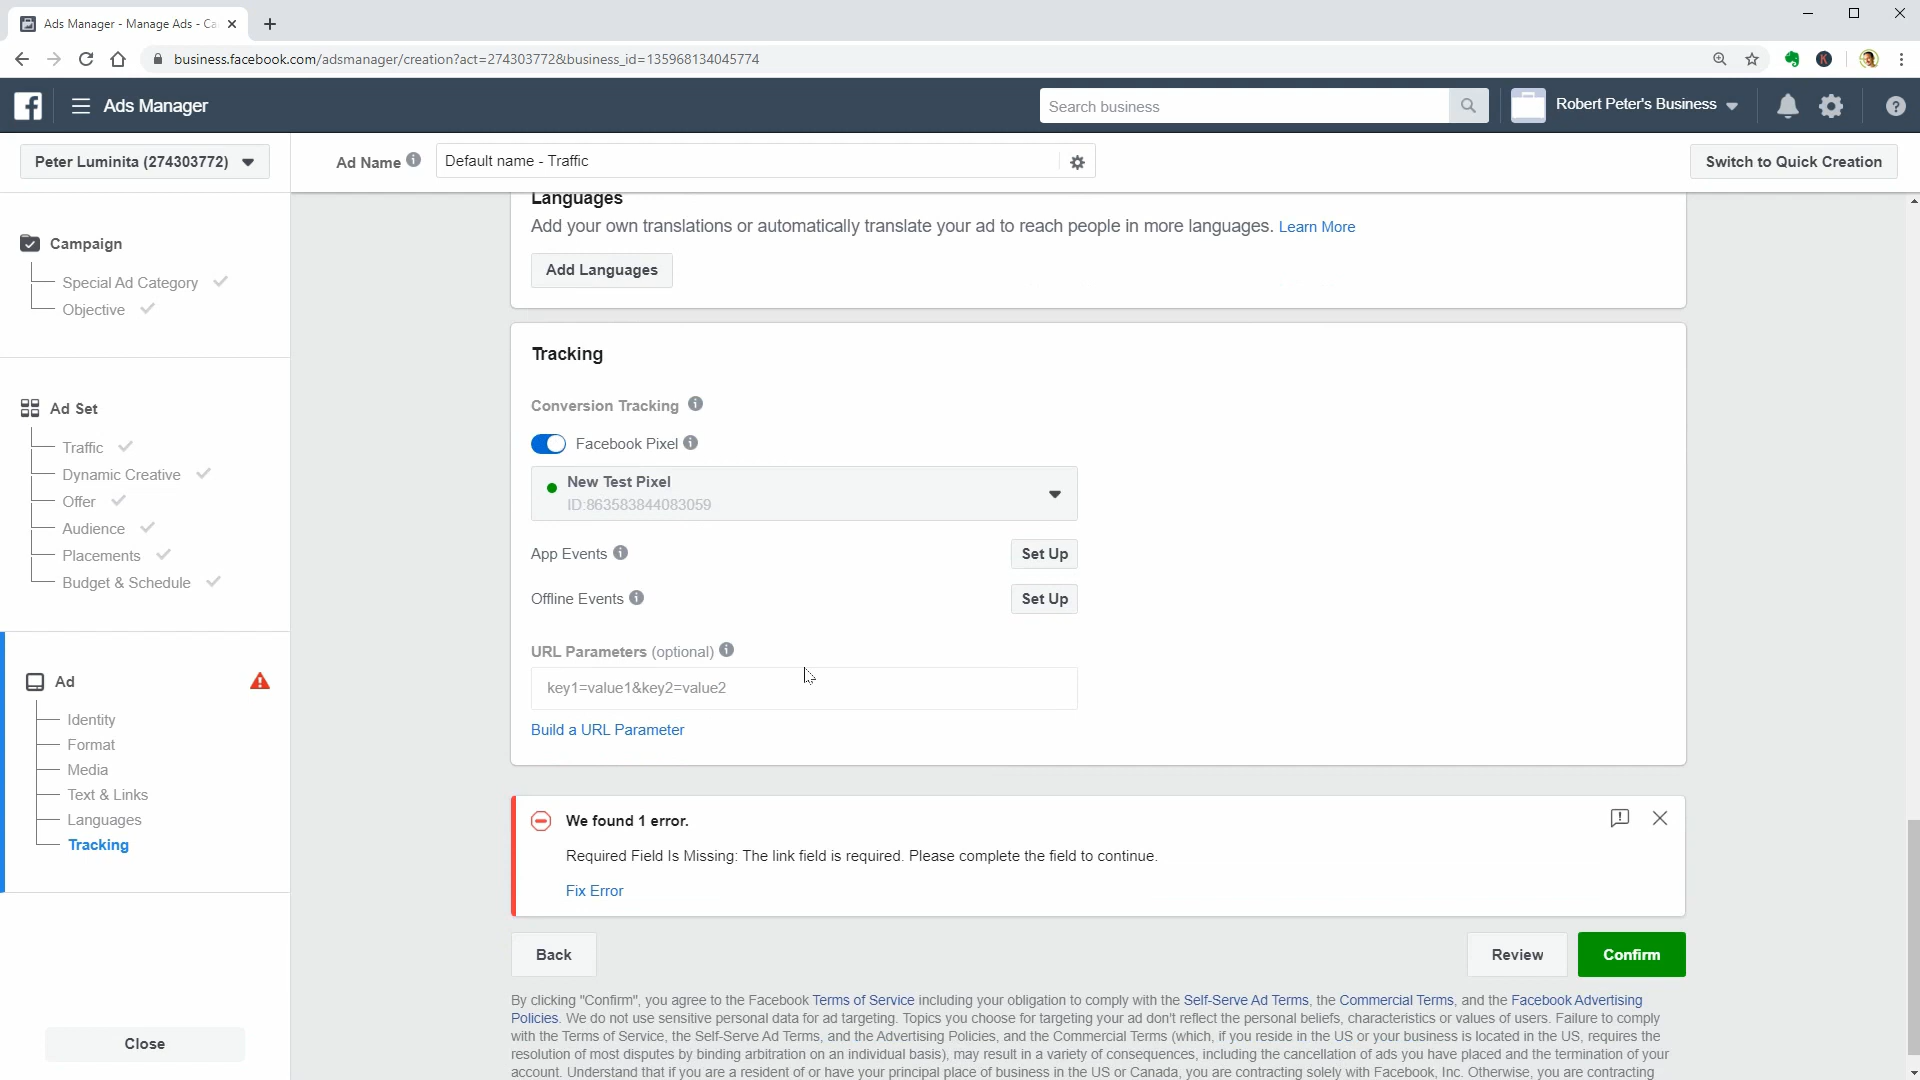 Ads Manager - Manage Ads - Ca
business.facebook.com/adsmanager/creation?act=274303772&business_id=135968134045774
Ads Manager
Search business
Robert Peter's Business
Peter Luminita (274303772)
Ad Name
Default name - Traffic
Switch to Quick Creation
Campaign
Special Ad Category
Objective
Ad Set
Traffic
Dynamic Creative
Offer
Audience
Placements
Budget & Schedule
Ad
Identity
Format
Media
Text & Links
Languages
Tracking
Close
Languages
Add your own translations or automatically translate your ad to reach people in more languages. Learn More
Add Languages
Tracking
Conversion Tracking
Facebook Pixel
New Test Pixel
ID:863583844083059
App Events
Set Up
Offline Events
Set Up
URL Parameters (optional)
key1=value1&key2=value2
Build a URL Parameter
We found 1 error.
Required Field Is Missing: The link field is required. Please complete the field to continue.
Fix Error
Back
Review
Confirm
By clicking "Confirm", you agree to the Facebook Terms of Service including your obligation to comply with the Self-Serve Ad Terms, the Commercial Terms, and the Facebook Advertising
Policies. We do not use sensitive personal data for ad targeting. Topics you choose for targeting your ad don't reflect the personal beliefs, characteristics or values of users. Failure to comply
with the Terms of Service, the Self-Serve Ad Terms, and the Advertising Policies, and the Commercial Terms (which, if you reside in the US or your business is located in the US, requires the
resolution of most disputes by binding arbitration on an individual basis), may result in a variety of consequences, including the cancellation of ads you have placed and the termination of your
account. Understand that if you are a resident of or have your principal place of business in the US or Canada, you are contracting solely with Facebook, Inc. Otherwise, you are contracting